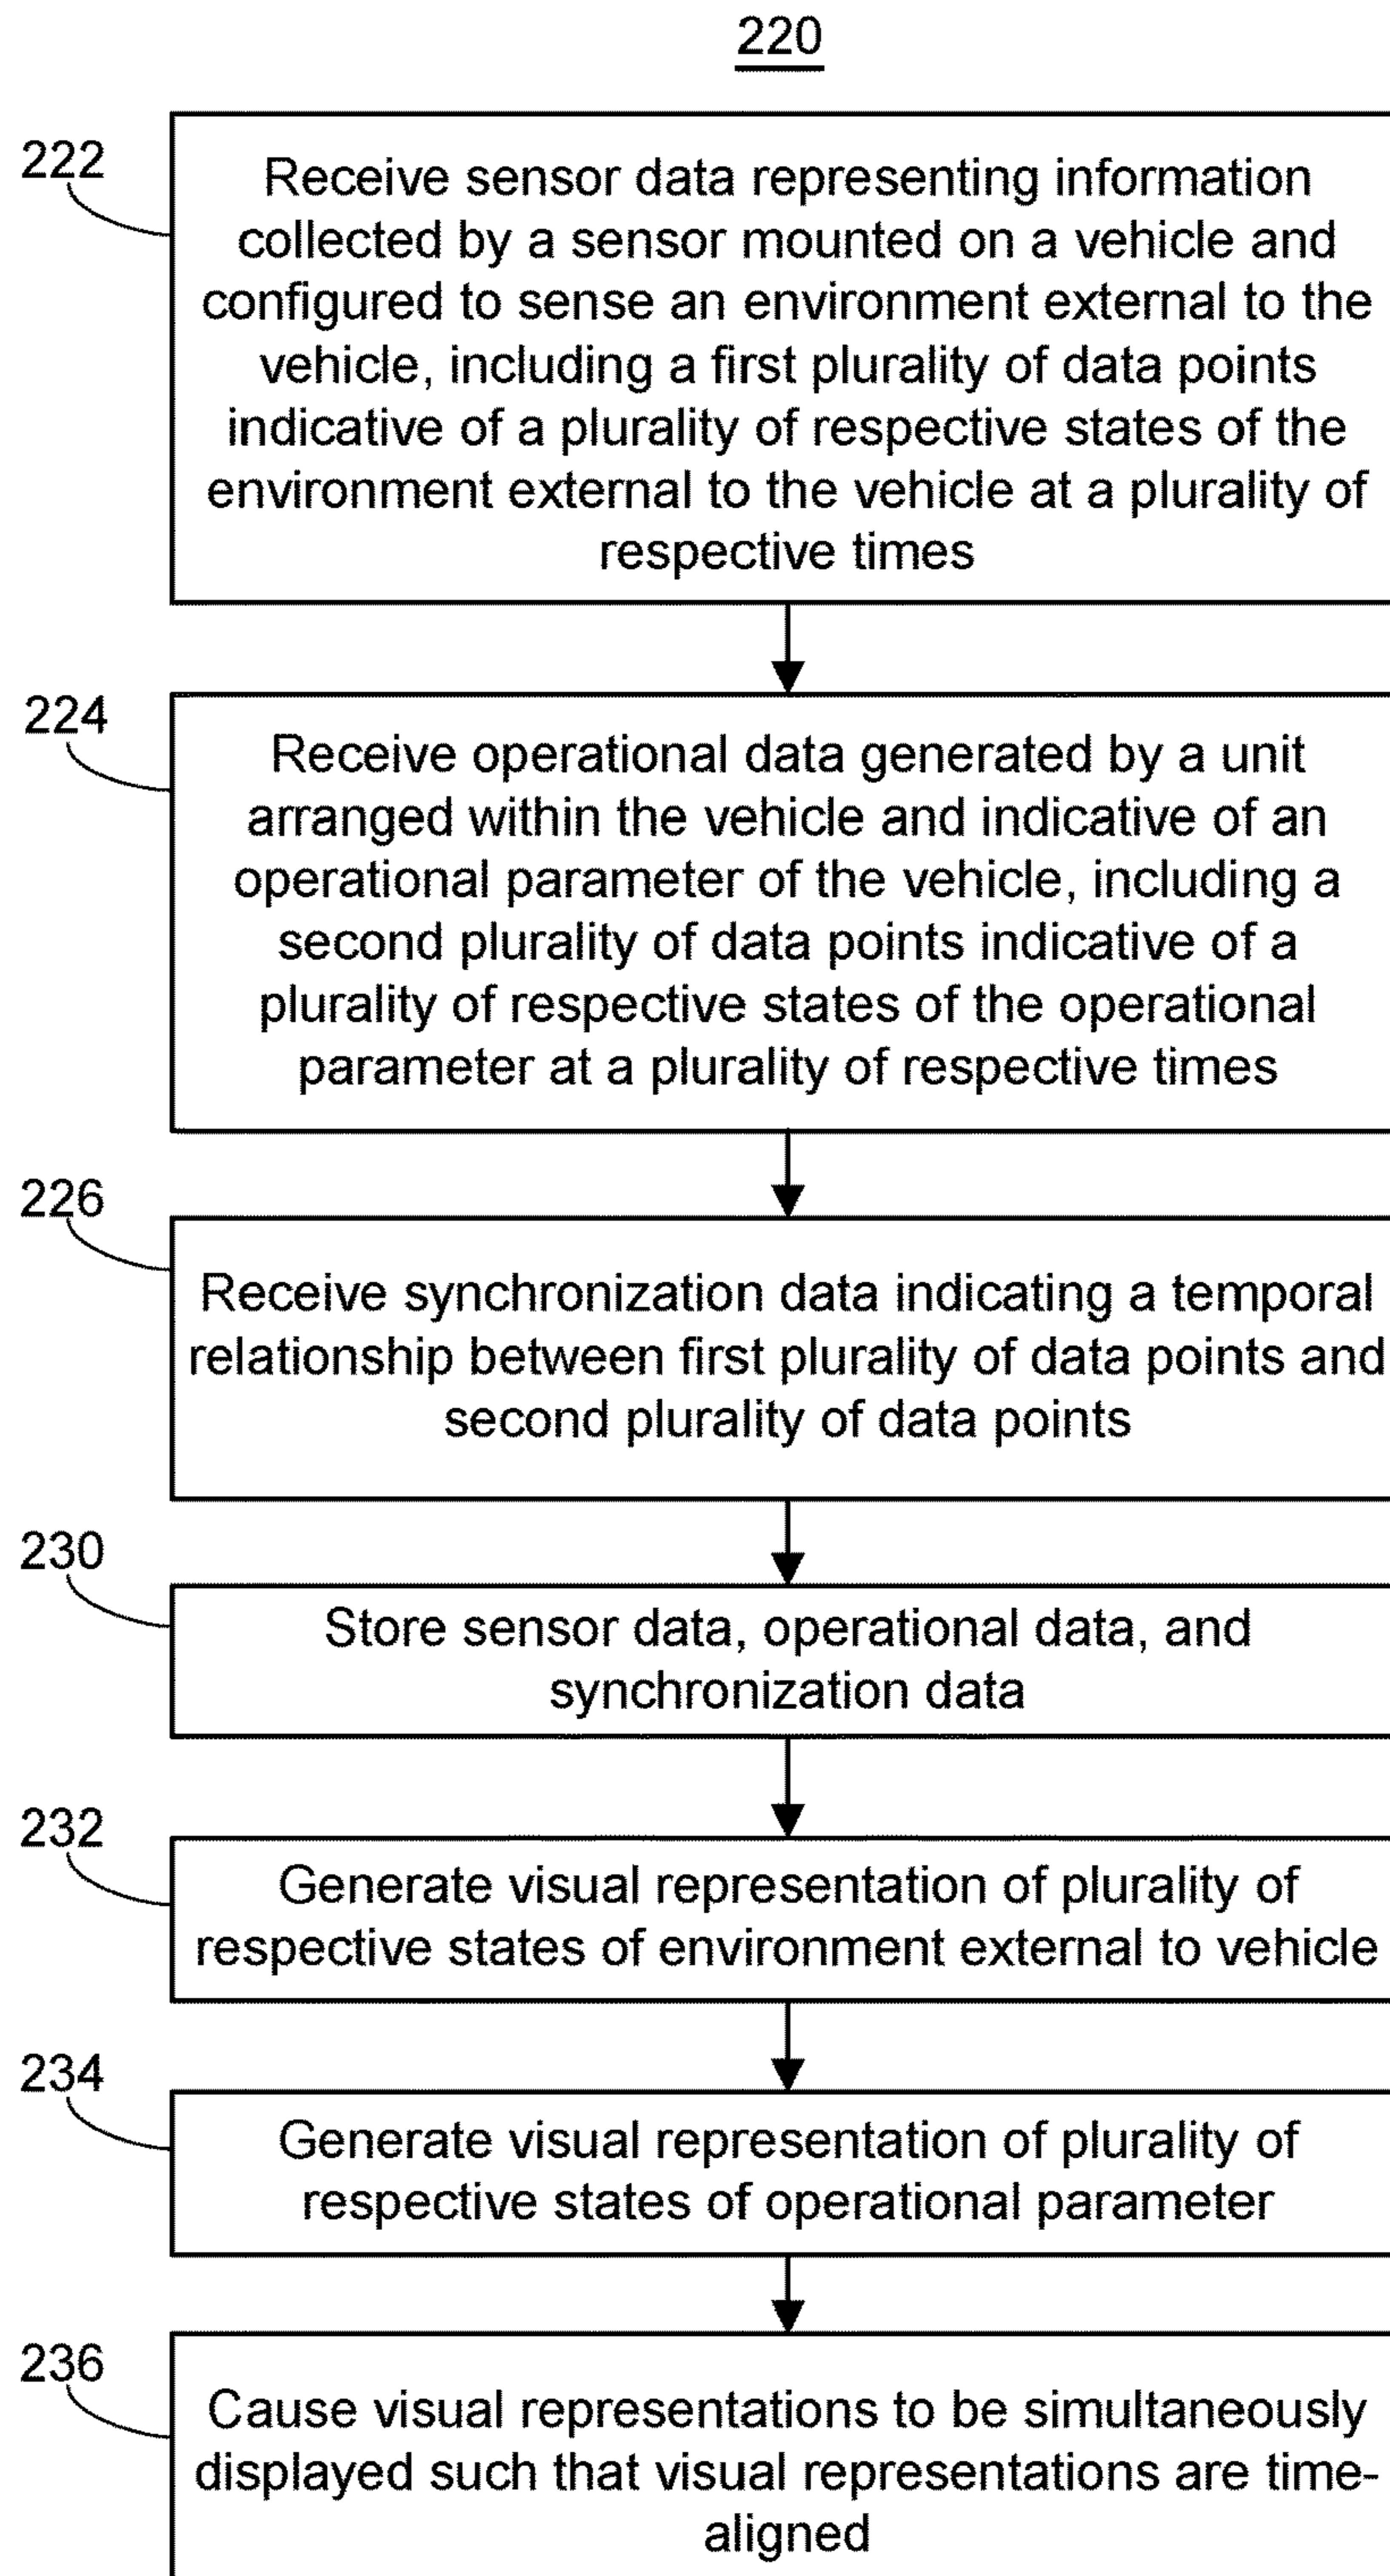 220
222
Receive sensor data representing information
collected by a sensor mounted on a vehicle and
configured to sense an environment external to the
vehicle, including a first plurality of data points
indicative of a plurality of respective states of the
environment external to the vehicle at a plurality of
respective times
224
Receive operational data generated by a unit
arranged within the vehicle and indicative of an
operational parameter of the vehicle, including a
second plurality of data points indicative of a
plurality of respective states of the operational
parameter at a plurality of respective times
226
Receive synchronization data indicating a temporal
relationship between first plurality of data points and
second plurality of data points
230
Store sensor data, operational data, and
synchronization data
232
Generate visual representation of plurality of
respective states of environment external to vehicle
234
Generate visual representation of plurality of
respective states of operational parameter
236
Cause visual representations to be simultaneously
displayed such that visual representations are time-
aligned